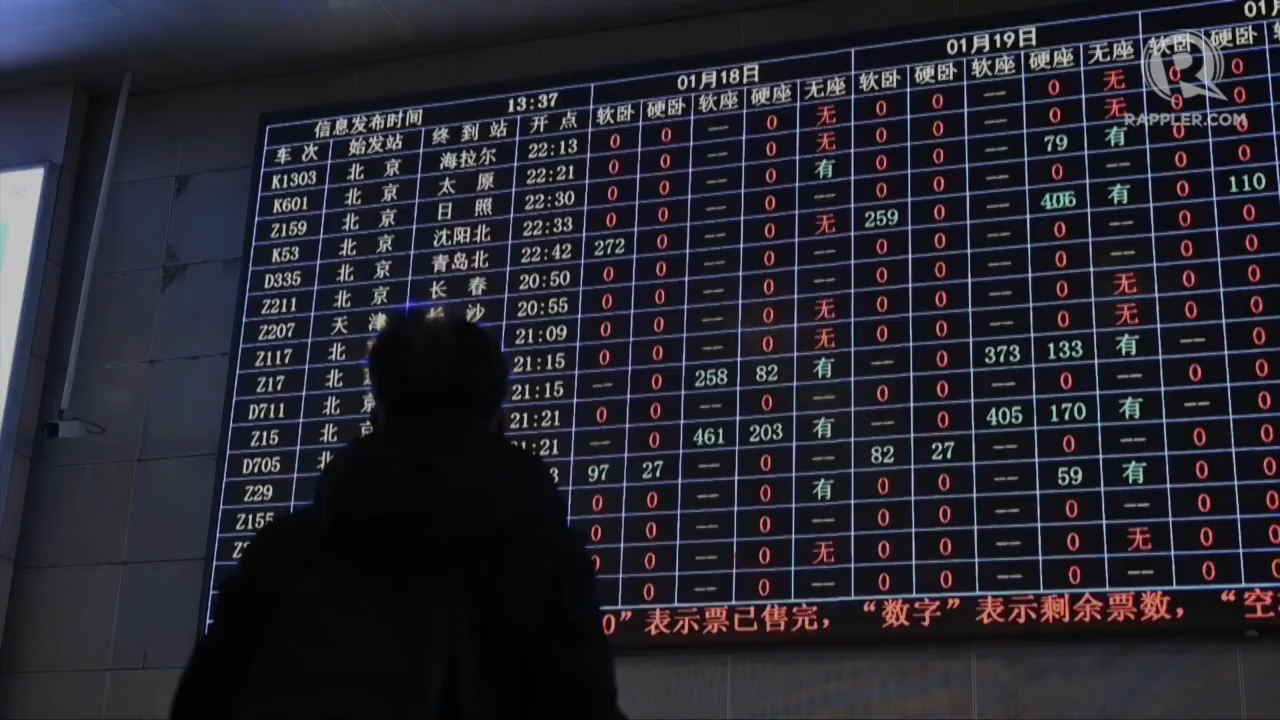 信息发布时间 13:37 01月18日 01月19日 01月
车次 始发站 终到站 开点 软卧 硬卧 软座 硬座 无座 软卧 硬卧 软座 硬座 无座 软卧 硬卧
K1303 北京 海拉尔 22:13 0 0 -- 0 无 0 0 -- 0 无 0 0
K601 北京 太原 22:21 0 0 -- 0 无 0 0 -- 0 无 0 0
Z159 北京 日照 22:30 0 0 -- 0 有 0 0 -- 79 有 0 0
K53 北京 沈阳北 22:33 0 0 -- 0 -- 0 0 -- 0 -- 0 0
D335 北京 青岛北 22:42 272 0 -- 0 无 259 0 -- 406 有 0 110
Z211 北京 长春 20:50 0 0 -- 0 -- 0 0 -- 0 -- 0 0
Z207 天津 长沙 20:55 0 0 -- 0 -- 0 0 -- 0 -- 0 0
Z117 北 21:09 0 0 -- 0 无 0 0 -- 0 无 0 0
Z17 北 21:15 0 0 -- 0 无 0 0 -- 0 无 0 0
D711 北京 21:15 -- 0 258 82 有 -- 0 373 133 有 -- 0
Z15 北京 21:21 0 0 -- 0 -- 0 0 -- 0 -- 0 0
D705 21:21 -- 0 461 203 有 -- 0 405 170 有 -- 0
Z29 97 27 -- 0 -- 82 27 -- 0 -- 0 0
Z155 0 0 -- 0 有 0 0 -- 59 有 0 0
0 0 -- 0 -- 0 0 -- 0 -- 0 0
0 0 -- 0 无 0 0 -- 0 无 0 0
0 -- 0 -- 0 0 -- 0 -- 0 0
0”表示票已售完，“数字”表示剩余票数，“空
RAPPLER.COM